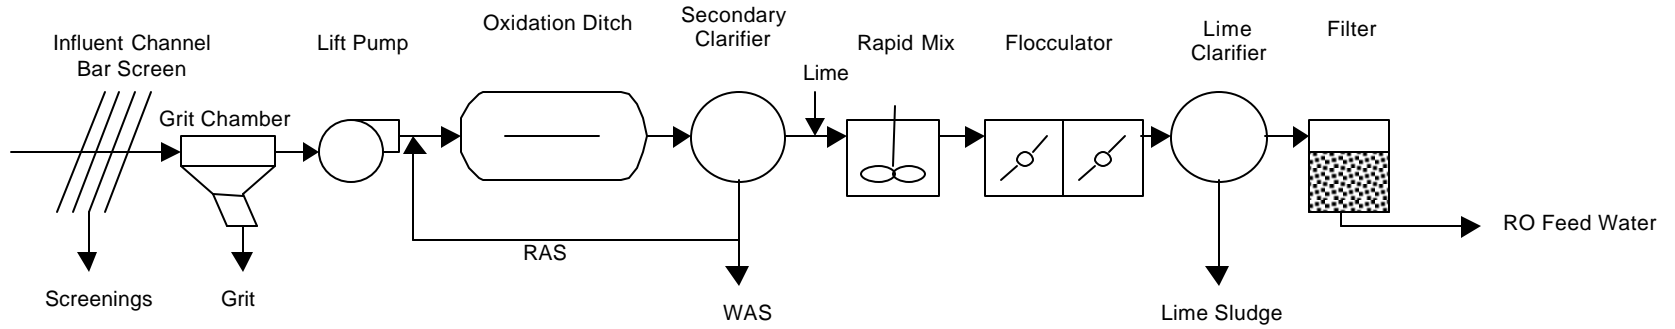 Influent Channel
Bar Screen
Grit Chamber
Lift Pump
Oxidation Ditch
Secondary
Clarifier
Lime
Rapid Mix
Flocculator
Lime
Clarifier
Filter
RO Feed Water
RAS
Screenings
Grit
WAS
Lime Sludge